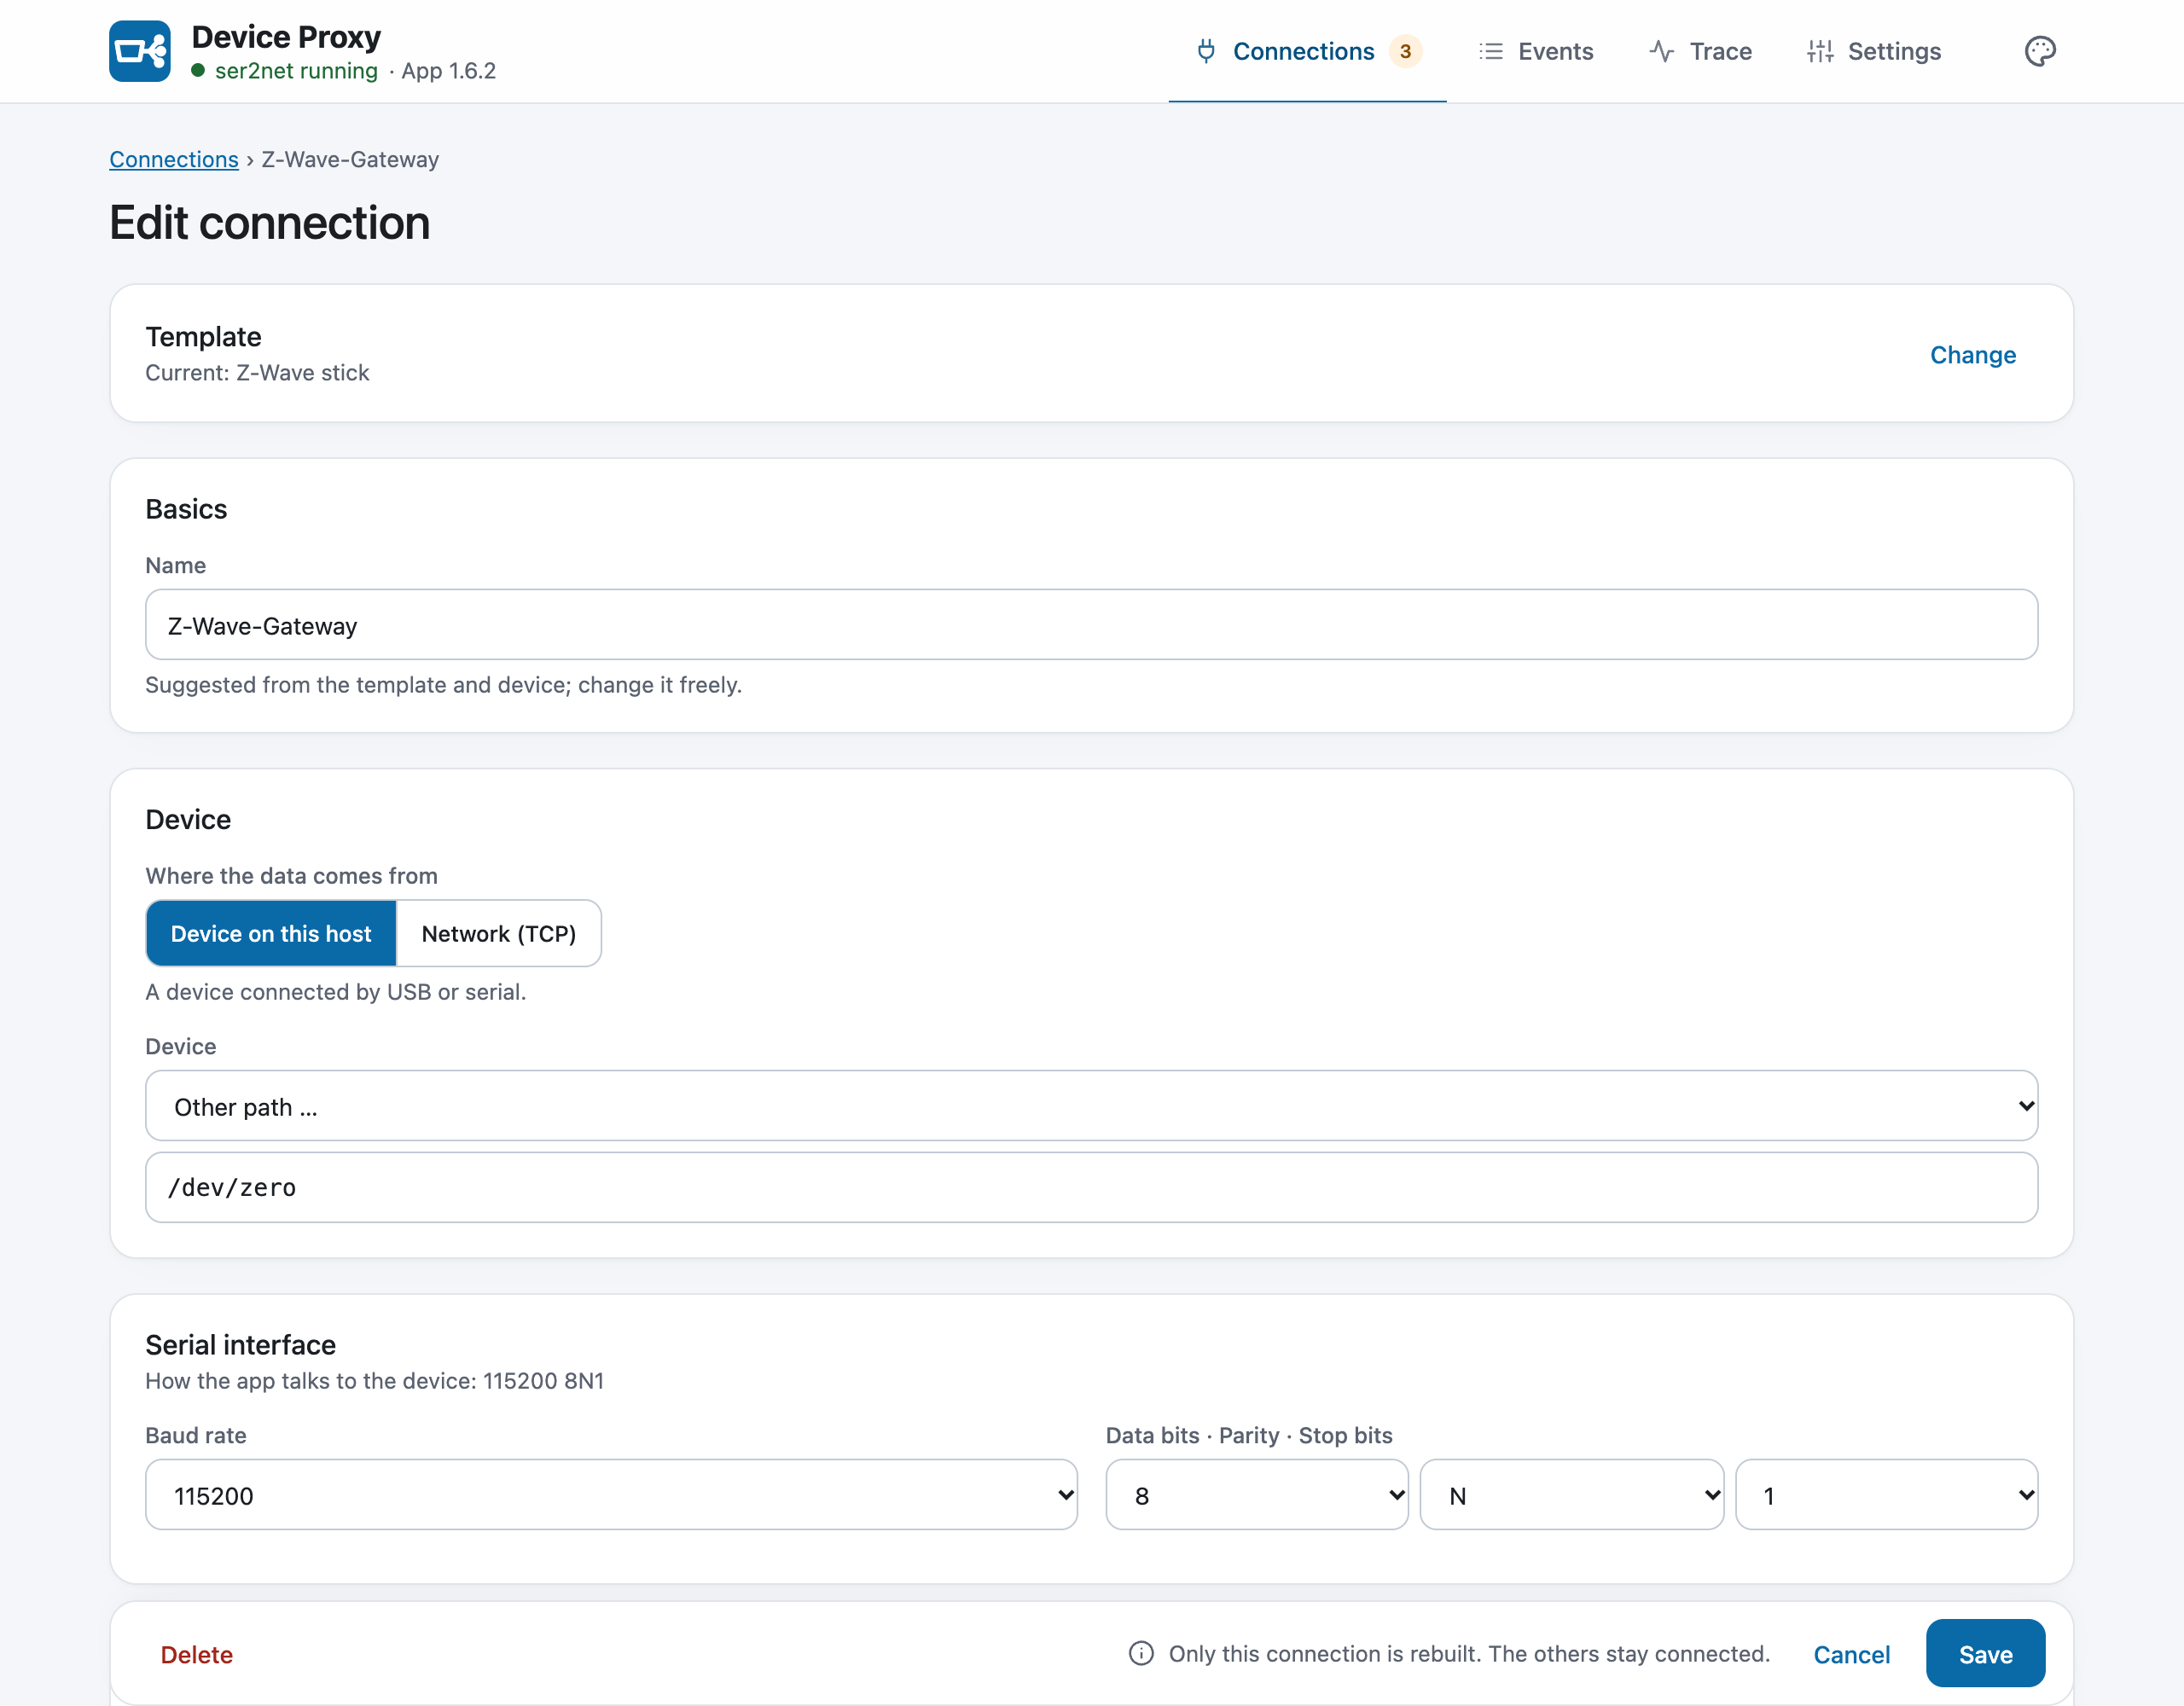 Device Proxy
ser2net running · App 1.6.2
Connections 3
Events
Trace
Settings
Connections › Z-Wave-Gateway
Edit connection
Template
Current: Z-Wave stick
Change
Basics
Name
Z-Wave-Gateway
Suggested from the template and device; change it freely.
Device
Where the data comes from
Device on this host
Network (TCP)
A device connected by USB or serial.
Device
Other path ...
/dev/zero
Serial interface
How the app talks to the device: 115200 8N1
Baud rate
115200
Data bits · Parity · Stop bits
8
N
1
Delete
Only this connection is rebuilt. The others stay connected.
Cancel
Save